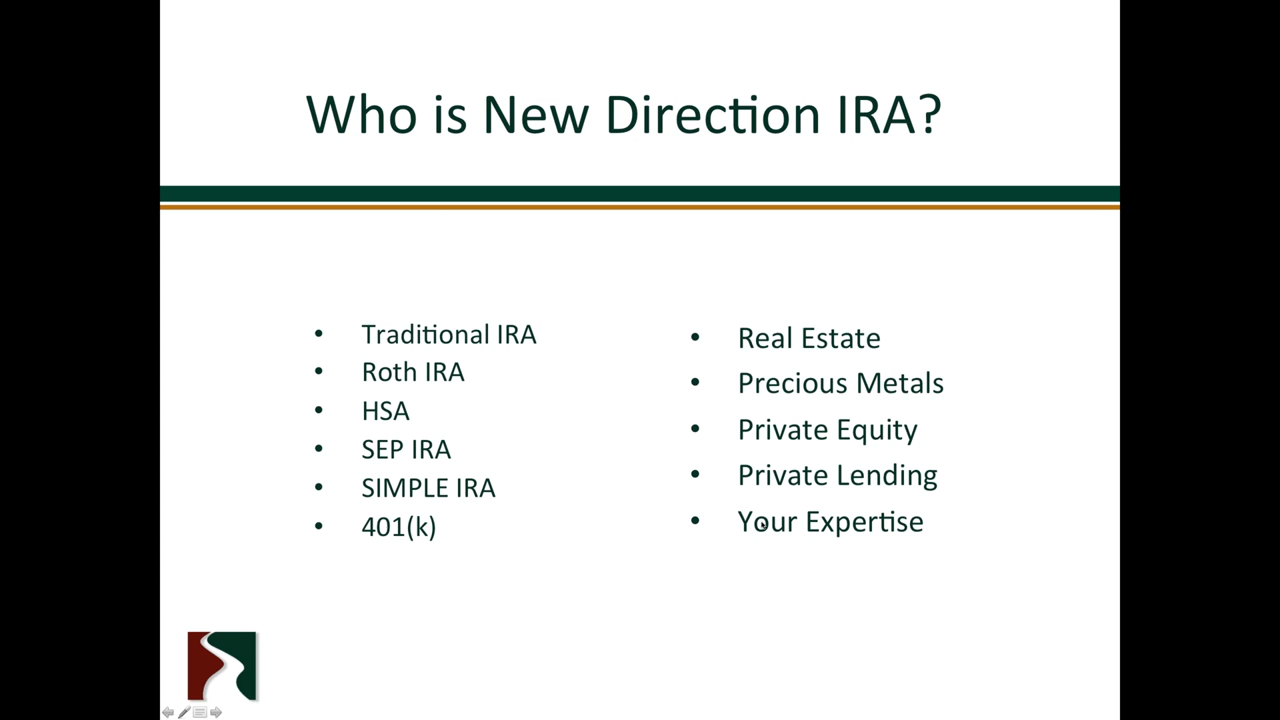 Who is New Direction IRA?
• Traditional IRA
• Roth IRA
• HSA
• SEP IRA
• SIMPLE IRA
• 401(k)
• Real Estate
• Precious Metals
• Private Equity
• Private Lending
• Your Expertise